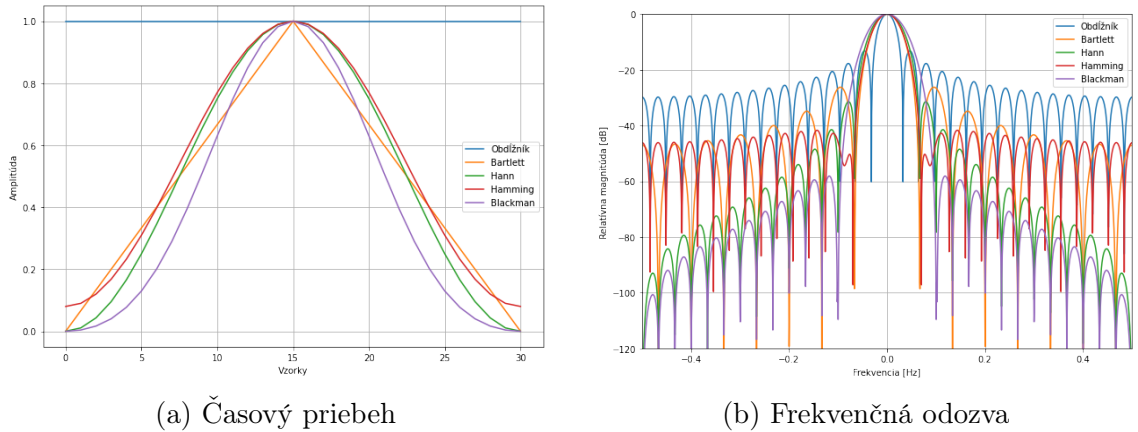 1.0
0.8
0.6
0.4
0.2
0.0
Amplitúda
0
5
10
15
20
25
30
Vzorky
Obdĺžník
Bartlett
Hann
Hamming
Blackman
(a) Časový priebeh
0
−20
−40
−60
−80
−100
−120
Relatívna magnitúda [dB]
−0.4
−0.2
0.0
0.2
0.4
Frekvencia [Hz]
Obdĺžník
Bartlett
Hann
Hamming
Blackman
(b) Frekvenčná odozva